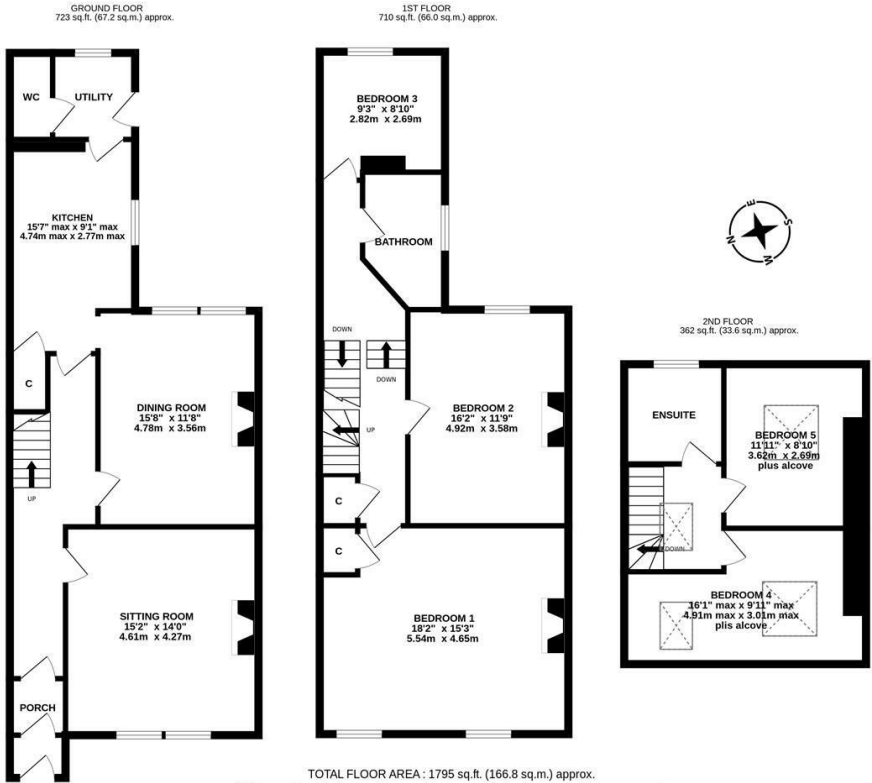 GROUND FLOOR
723 sq.ft. (67.2 sq.m.) approx.
WC
UTILITY
KITCHEN
15'7" max x 9'1" max
4.74m max x 2.77m max
C
DINING ROOM
15'8" x 11'8"
4.78m x 3.56m
UP
SITTING ROOM
15'2" x 14'0"
4.61m x 4.27m
PORCH
1ST FLOOR
710 sq.ft. (66.0 sq.m.) approx.
BEDROOM 3
9'3" x 8'10"
2.82m x 2.69m
BATHROOM
DOWN
DOWN
BEDROOM 2
16'2" x 11'9"
4.92m x 3.58m
UP
C
C
BEDROOM 1
18'2" x 15'3"
5.54m x 4.65m
N E S W
2ND FLOOR
362 sq.ft. (33.6 sq.m.) approx.
ENSUITE
BEDROOM 5
11'11" x 8'10"
3.62m x 2.69m
plus alcove
DOWN
BEDROOM 4
16'1" max x 9'11" max
4.91m max x 3.01m max
plis alcove
TOTAL FLOOR AREA : 1795 sq.ft. (166.8 sq.m.) approx.